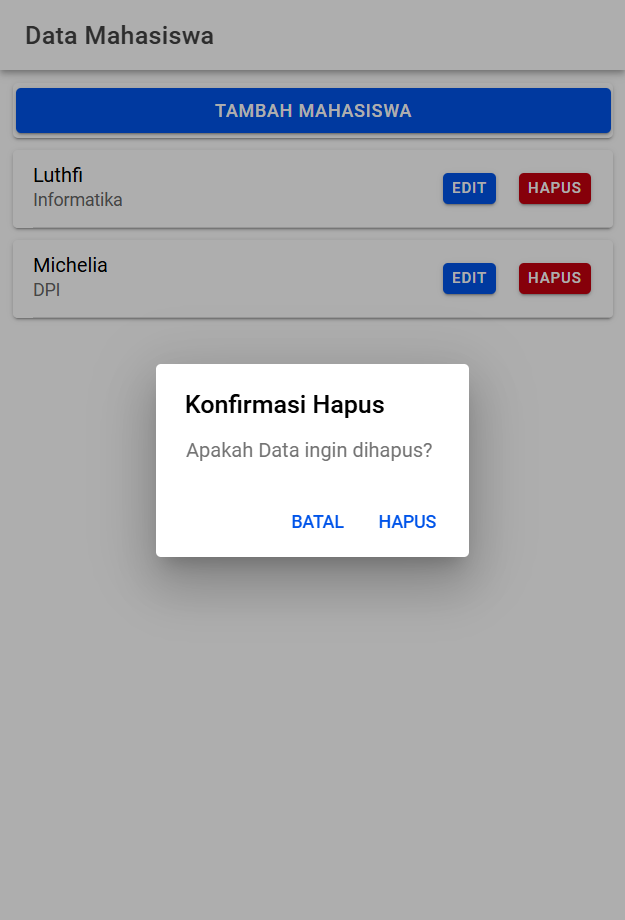 Data Mahasiswa
TAMBAH MAHASISWA
Luthfi
Informatika
EDIT
HAPUS
Michelia
DPI
EDIT
HAPUS
Konfirmasi Hapus
Apakah Data ingin dihapus?
BATAL
HAPUS